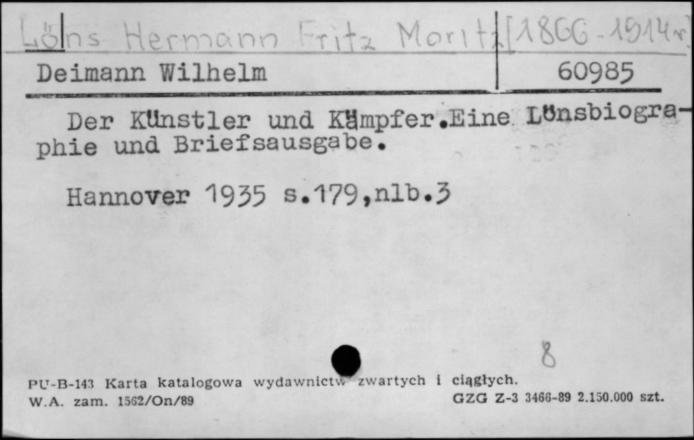 Löns Hermann Fritz Moritz [1866-1914r]
Deimann Wilhelm 60985
Der Künstler und Kämpfer.Eine Lönsbiogra-
phie und Briefsausgabe.
Hannover 1935 s.179,nlb.3
8
PU-B-143 Karta katalogowa wydawnictw zwartych i ciągłych.
W.A. zam. 1562/On/89 GZG Z-3 3466-89 2.150.000 szt.